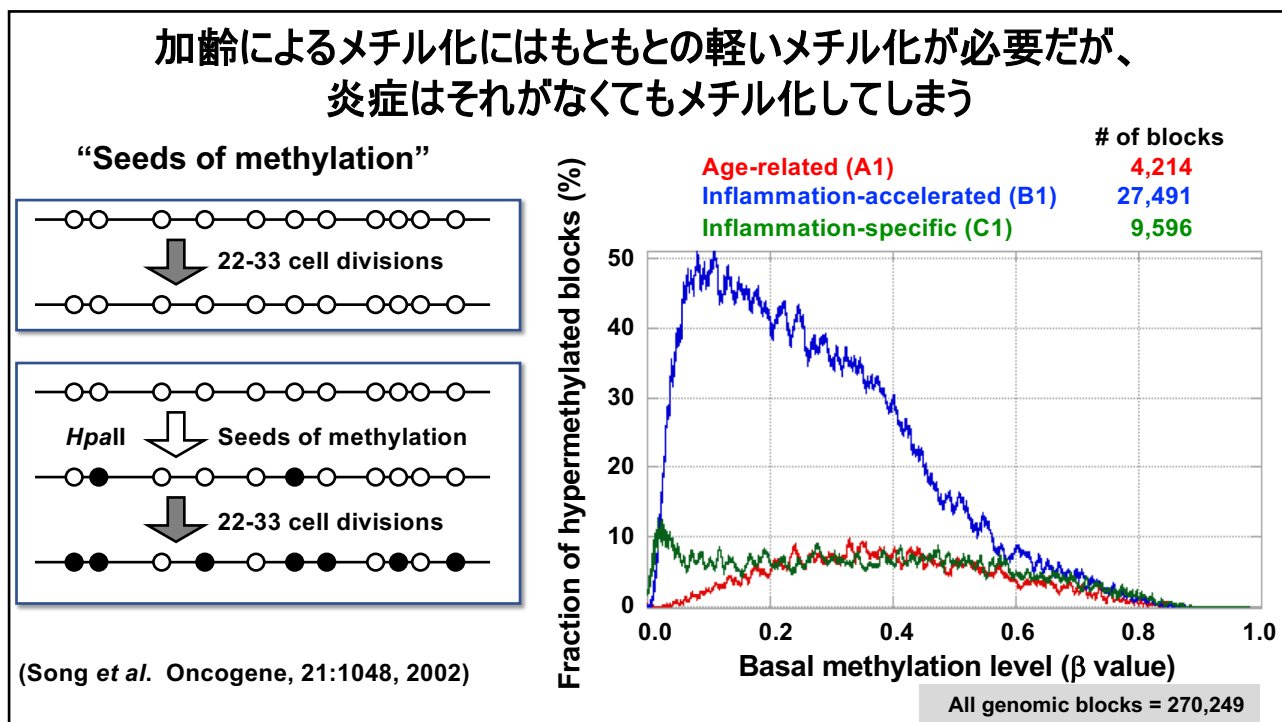 加齢によるメチル化にはもともとの軽いメチル化が必要だが、
炎症はそれがなくてもメチル化してしまう
“Seeds of methylation”
22-33 cell divisions
HpaII Seeds of methylation
22-33 cell divisions
(Song et al. Oncogene, 21:1048, 2002)
# of blocks
Age-related (A1) 4,214
Inflammation-accelerated (B1) 27,491
Inflammation-specific (C1) 9,596
Fraction of hypermethylated blocks (%)
50
40
30
20
10
0
0.0 0.2 0.4 0.6 0.8 1.0
Basal methylation level (β value)
All genomic blocks = 270,249